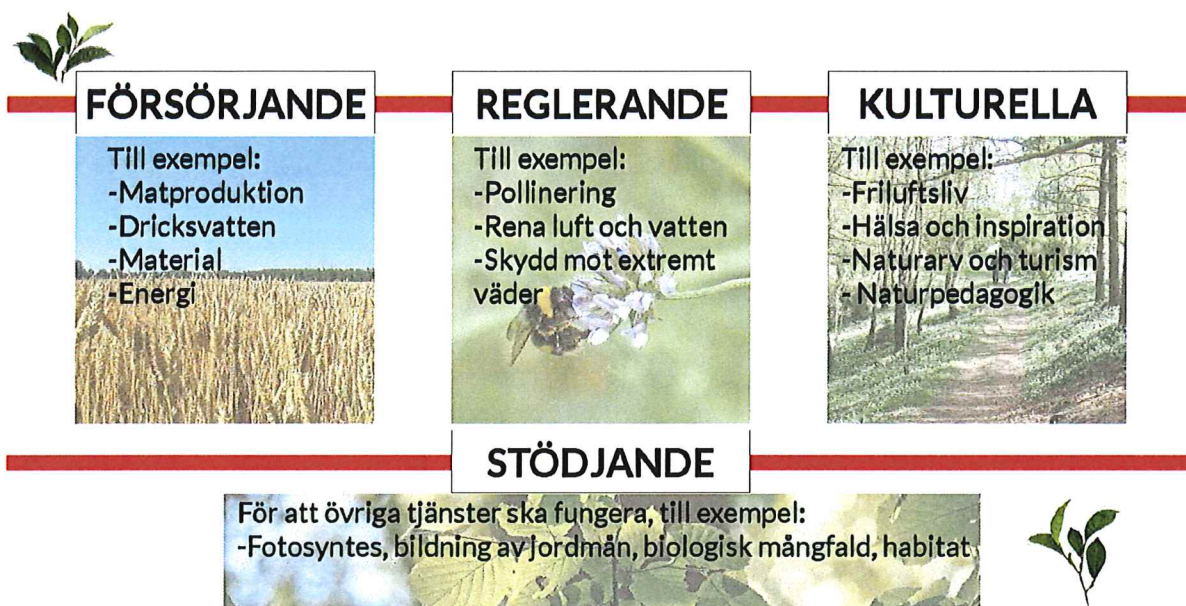 FÖRSÖRJANDE
Till exempel:
-Matproduktion
-Dricksvatten
-Material
-Energi
REGLERANDE
Till exempel:
-Pollinering
-Rena luft och vatten
-Skydd mot extremt
väder
KULTURELLA
Till exempel:
-Friluftsliv
-Hälsa och inspiration
-Naturarv och turism
- Naturpedagogik
STÖDJANDE
För att övriga tjänster ska fungera, till exempel:
-Fotosyntes, bildning av jordmån, biologisk mångfald, habitat